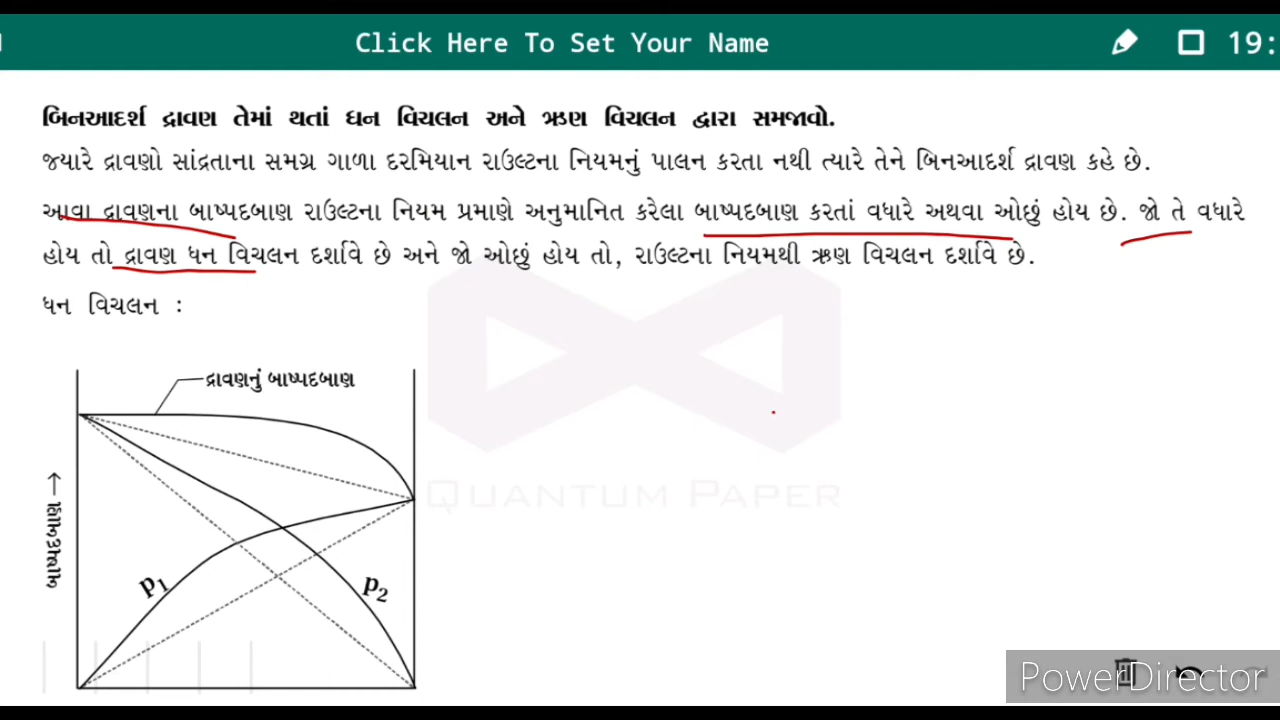 Click Here To Set Your Name
19:
બિનઆદર્શ દ્રાવણ તેમાં થતાં ધન વિચલન અને ઋણ વિચલન દ્વારા સમજાવો.
જ્યારે દ્રાવણો સાંદ્રતાના સમગ્ર ગાળા દરમિયાન રાઉલ્ટના નિયમનું પાલન કરતા નથી ત્યારે તેને બિનઆદર્શ દ્રાવણ કહે છે.
આવા દ્રાવણના બાષ્પદબાણ રાઉલ્ટના નિયમ પ્રમાણે અનુમાનિત કરેલા બાષ્પદબાણ કરતાં વધારે અથવા ઓછું હોય છે. જો તે વધારે
હોય તો દ્રાવણ ધન વિચલન દર્શાવે છે અને જો ઓછું હોય તો, રાઉલ્ટના નિયમથી ઋણ વિચલન દર્શાવે છે.
ધન વિચલન :
દ્રાવણનું બાષ્પદબાણ
QUANTUM PAPER
બાષ્પદબાણ →
p1
p2
PowerDirector